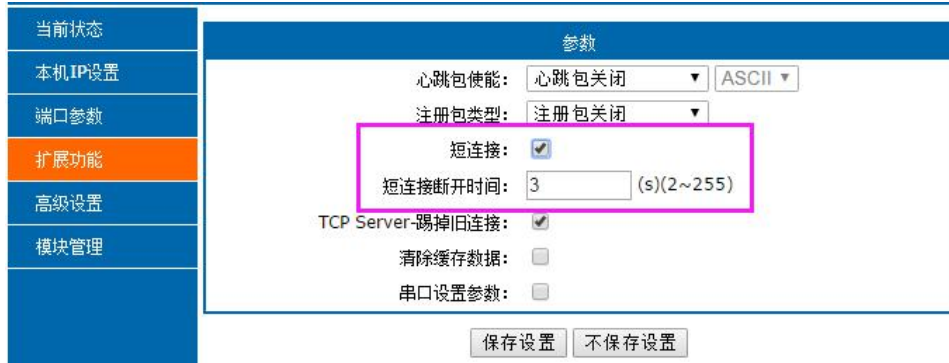 当前状态
本机IP设置
端口参数
扩展功能
高级设置
模块管理
参数
心跳包使能： 心跳包关闭 ASCII
注册包类型： 注册包关闭
短连接：
短连接断开时间： 3 (s)(2~255)
TCP Server-踢掉旧连接：
清除缓存数据：
串口设置参数：
保存设置 不保存设置